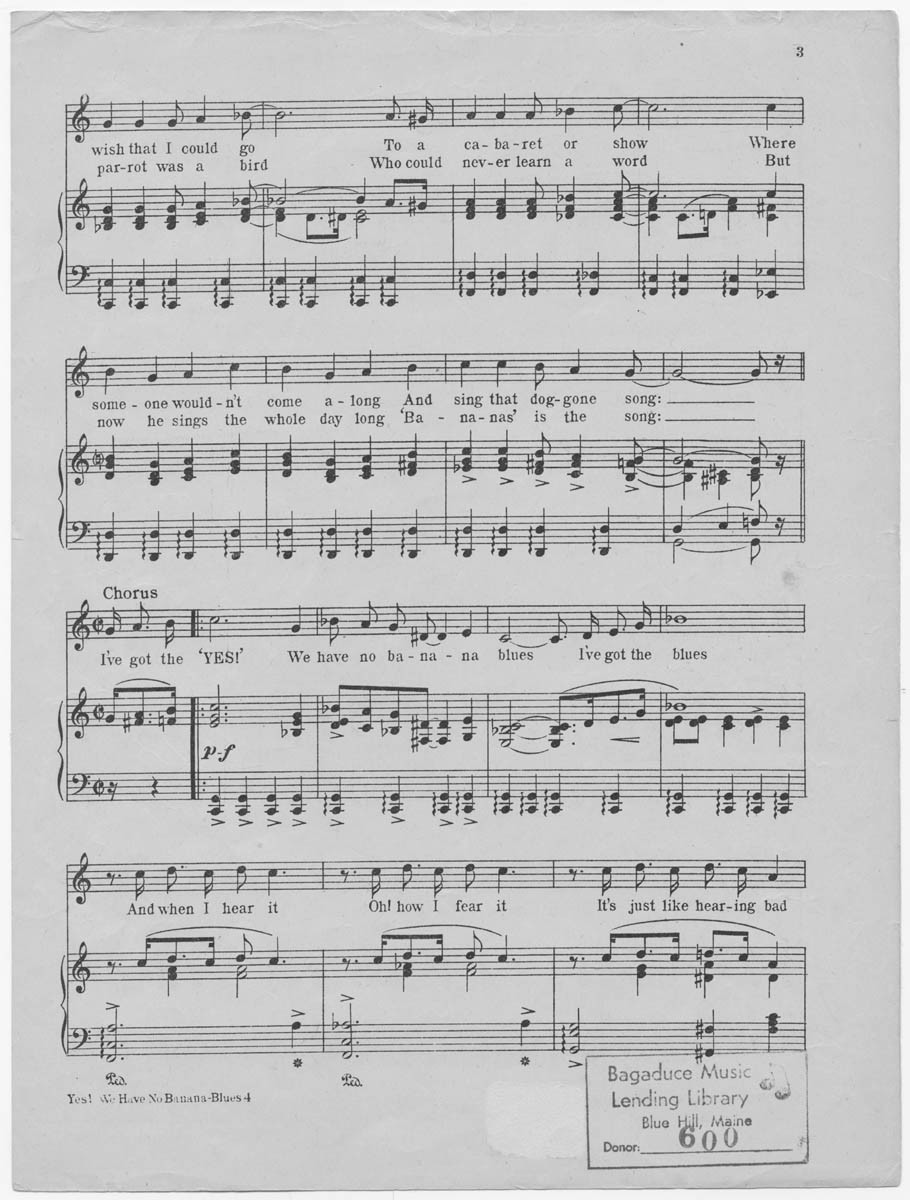 3
wish that I could go To a ca-ba-ret or show Where
par-rot was a bird Who could nev-er learn a word But
some-one would-n't come a-long And sing that dog-gone song:
now he sings the whole day long 'Ba-na-nas' is the song:
Chorus
I've got the 'YES!' We have no ba-na-na blues I've got the blues
p-f
And when I hear it Oh! how I fear it It's just like hear-ing bad
Ped. Ped.
Yes! We Have No Banana-Blues 4
Bagaduce Music
Lending Library
Blue Hill, Maine
Donor: 600